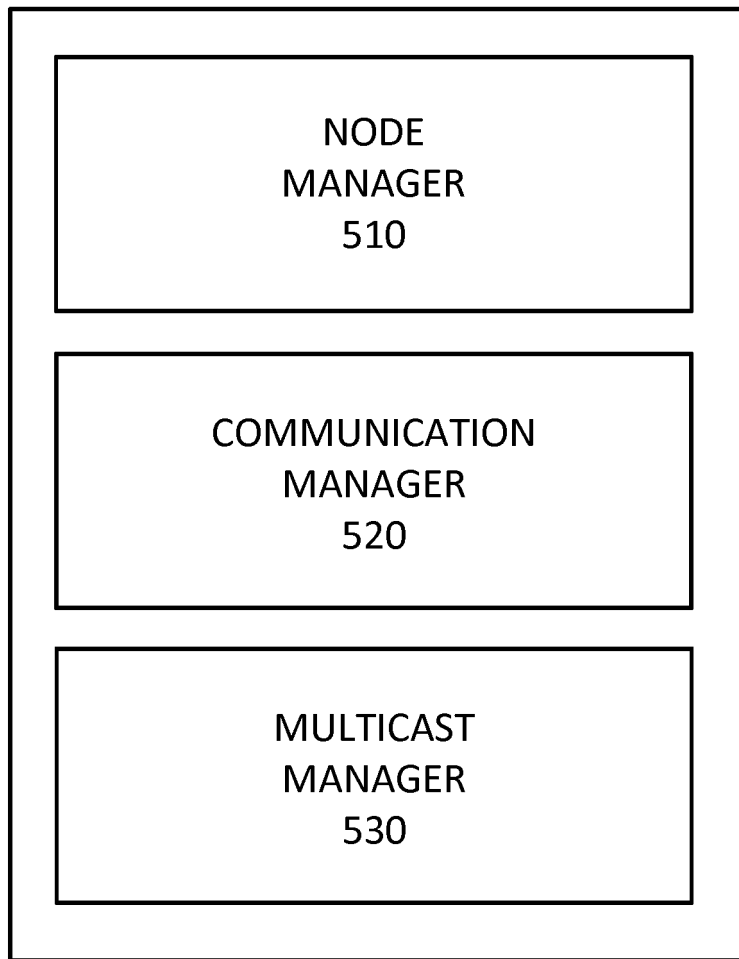 NODE
MANAGER
510
COMMUNICATION
MANAGER
520
MULTICAST
MANAGER
530